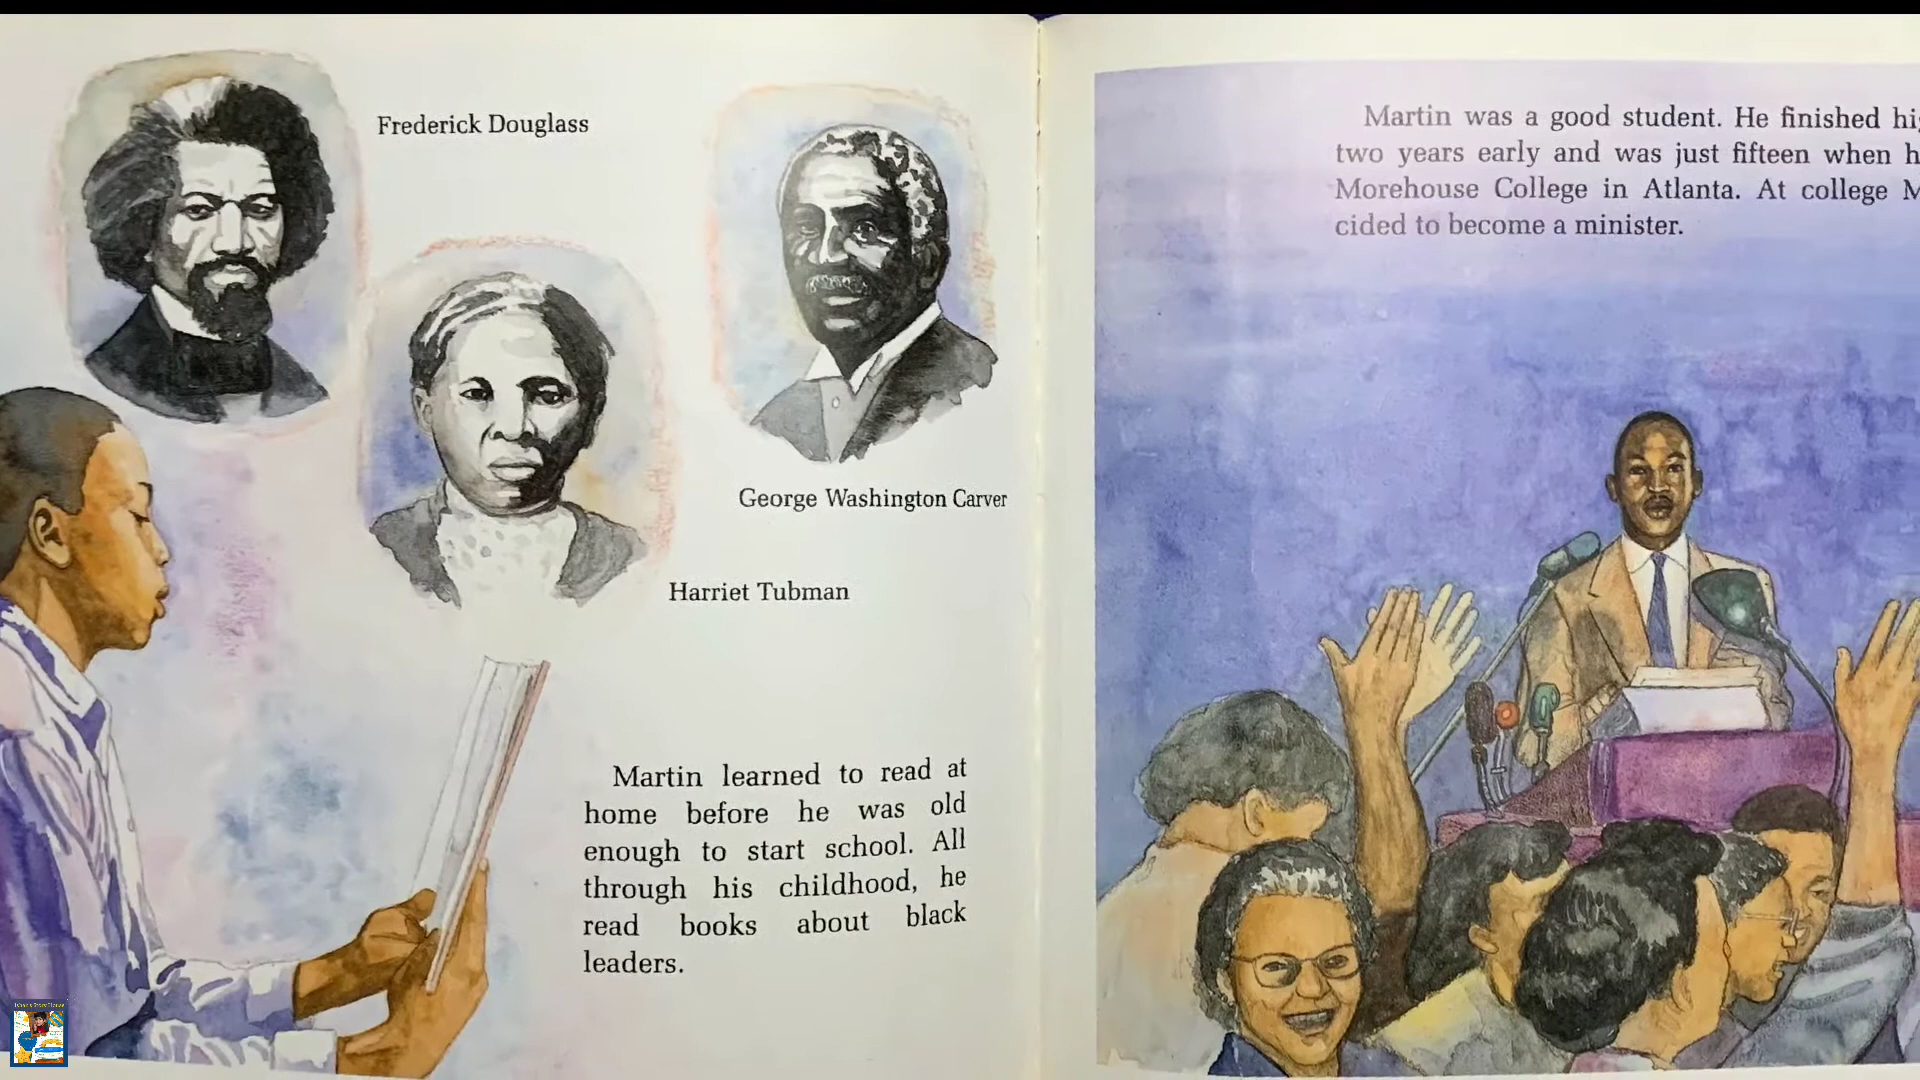 Frederick Douglass
George Washington Carver
Harriet Tubman
Martin learned to read at
home before he was old
enough to start school. All
through his childhood, he
read books about black
leaders.
Martin was a good student. He finished
two years early and was just fifteen when
Morehouse College in Atlanta. At college
cided to become a minister.